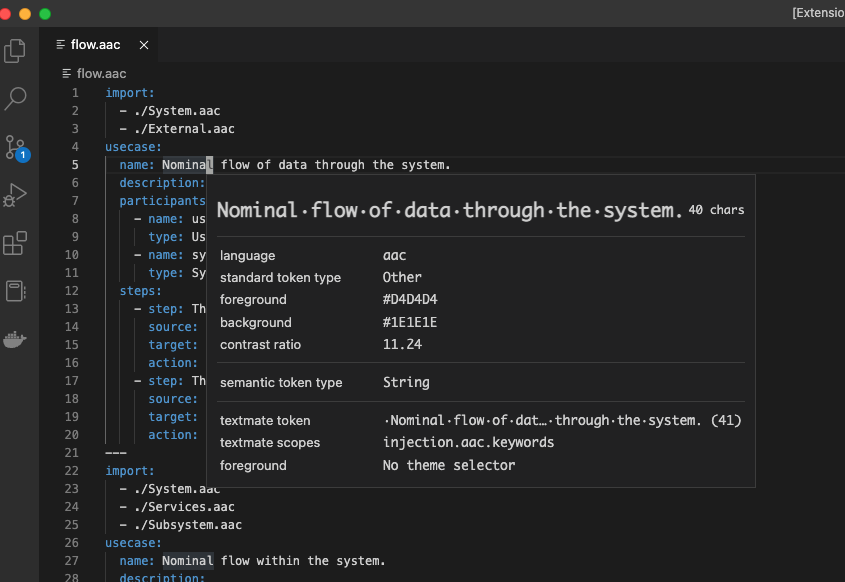 [Extensio
flow.aac
flow.aac
1 import:
2 - ./System.aac
3 - ./External.aac
4 usecase:
5 name: Nominal flow of data through the system.
6 description:
7 participants
8 - name: us
9 type: Us
10 - name: sy
11 type: Sy
12 steps:
13 - step: Th
14 source:
15 target:
16 action:
17 - step: Th
18 source:
19 target:
20 action:
21 ---
22 import:
23 - ./System.aac
24 - ./Services.aac
25 - ./Subsystem.aac
26 usecase:
27 name: Nominal flow within the system.
28 description:
1
Nominal·flow·of·data·through·the·system. 40 chars
language aac
standard token type Other
foreground #D4D4D4
background #1E1E1E
contrast ratio 11.24
semantic token type String
textmate token ·Nominal·flow·of·dat…·through·the·system. (41)
textmate scopes injection.aac.keywords
foreground No theme selector